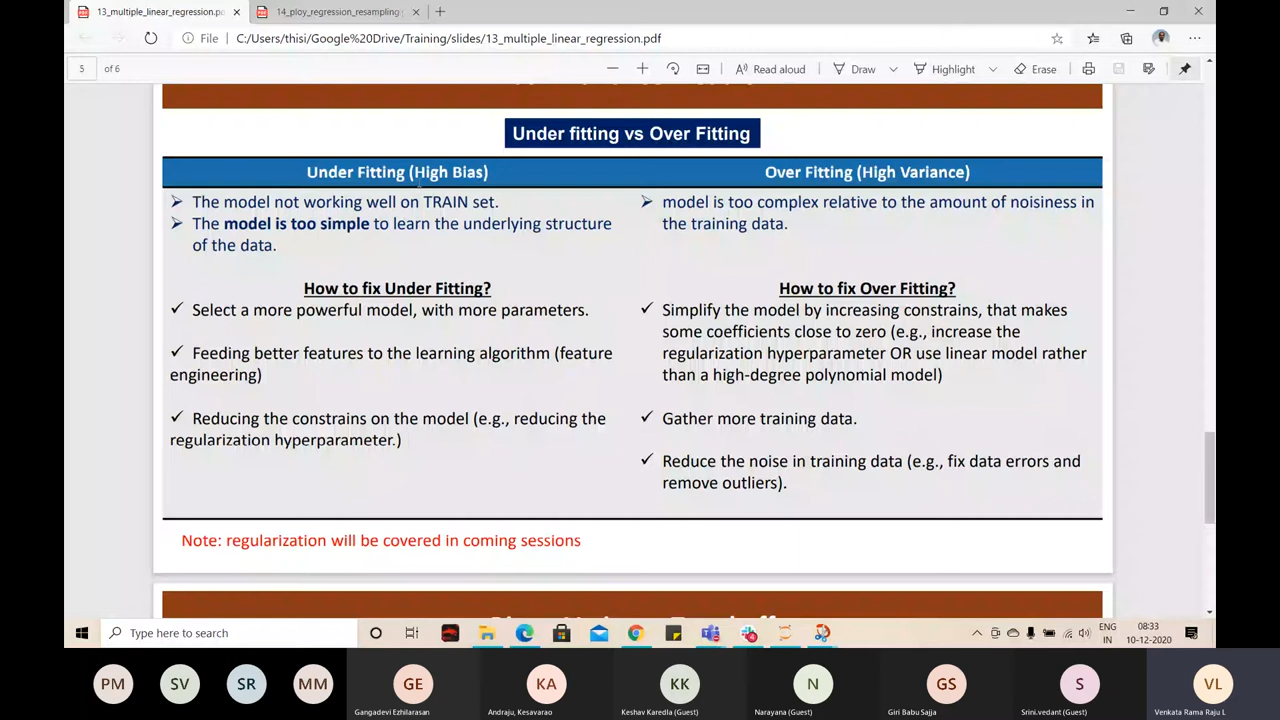 13_multiple_linear_regression.po
14_ploy_regression_resampling
File
C:/Users/thisi/Google%20Drive/Training/slides/13_multiple_linear_regression.pdf
5 of 6
Read aloud
Draw
Highlight
Erase
Under fitting vs Over Fitting
Under Fitting (High Bias)
The model not working well on TRAIN set.
The model is too simple to learn the underlying structure
of the data.
How to fix Under Fitting?
Select a more powerful model, with more parameters.
Feeding better features to the learning algorithm (feature
engineering)
Reducing the constrains on the model (e.g., reducing the
regularization hyperparameter.)
Over Fitting (High Variance)
model is too complex relative to the amount of noisiness in
the training data.
How to fix Over Fitting?
Simplify the model by increasing constrains, that makes
some coefficients close to zero (e.g., increase the
regularization hyperparameter OR use linear model rather
than a high-degree polynomial model)
Gather more training data.
Reduce the noise in training data (e.g., fix data errors and
remove outliers).
Note: regularization will be covered in coming sessions
Type here to search
ENG
IN
08:33
10-12-2020
PM
SV
SR
MM
GE
Gangadevi Ezhilarasan
KA
Andraju, Kesavarao
KK
Keshav Karedla (Guest)
N
Narayana (Guest)
GS
Giri Babu Sajja
S
Srini.vedant (Guest)
VL
Venkata Rama Raju L